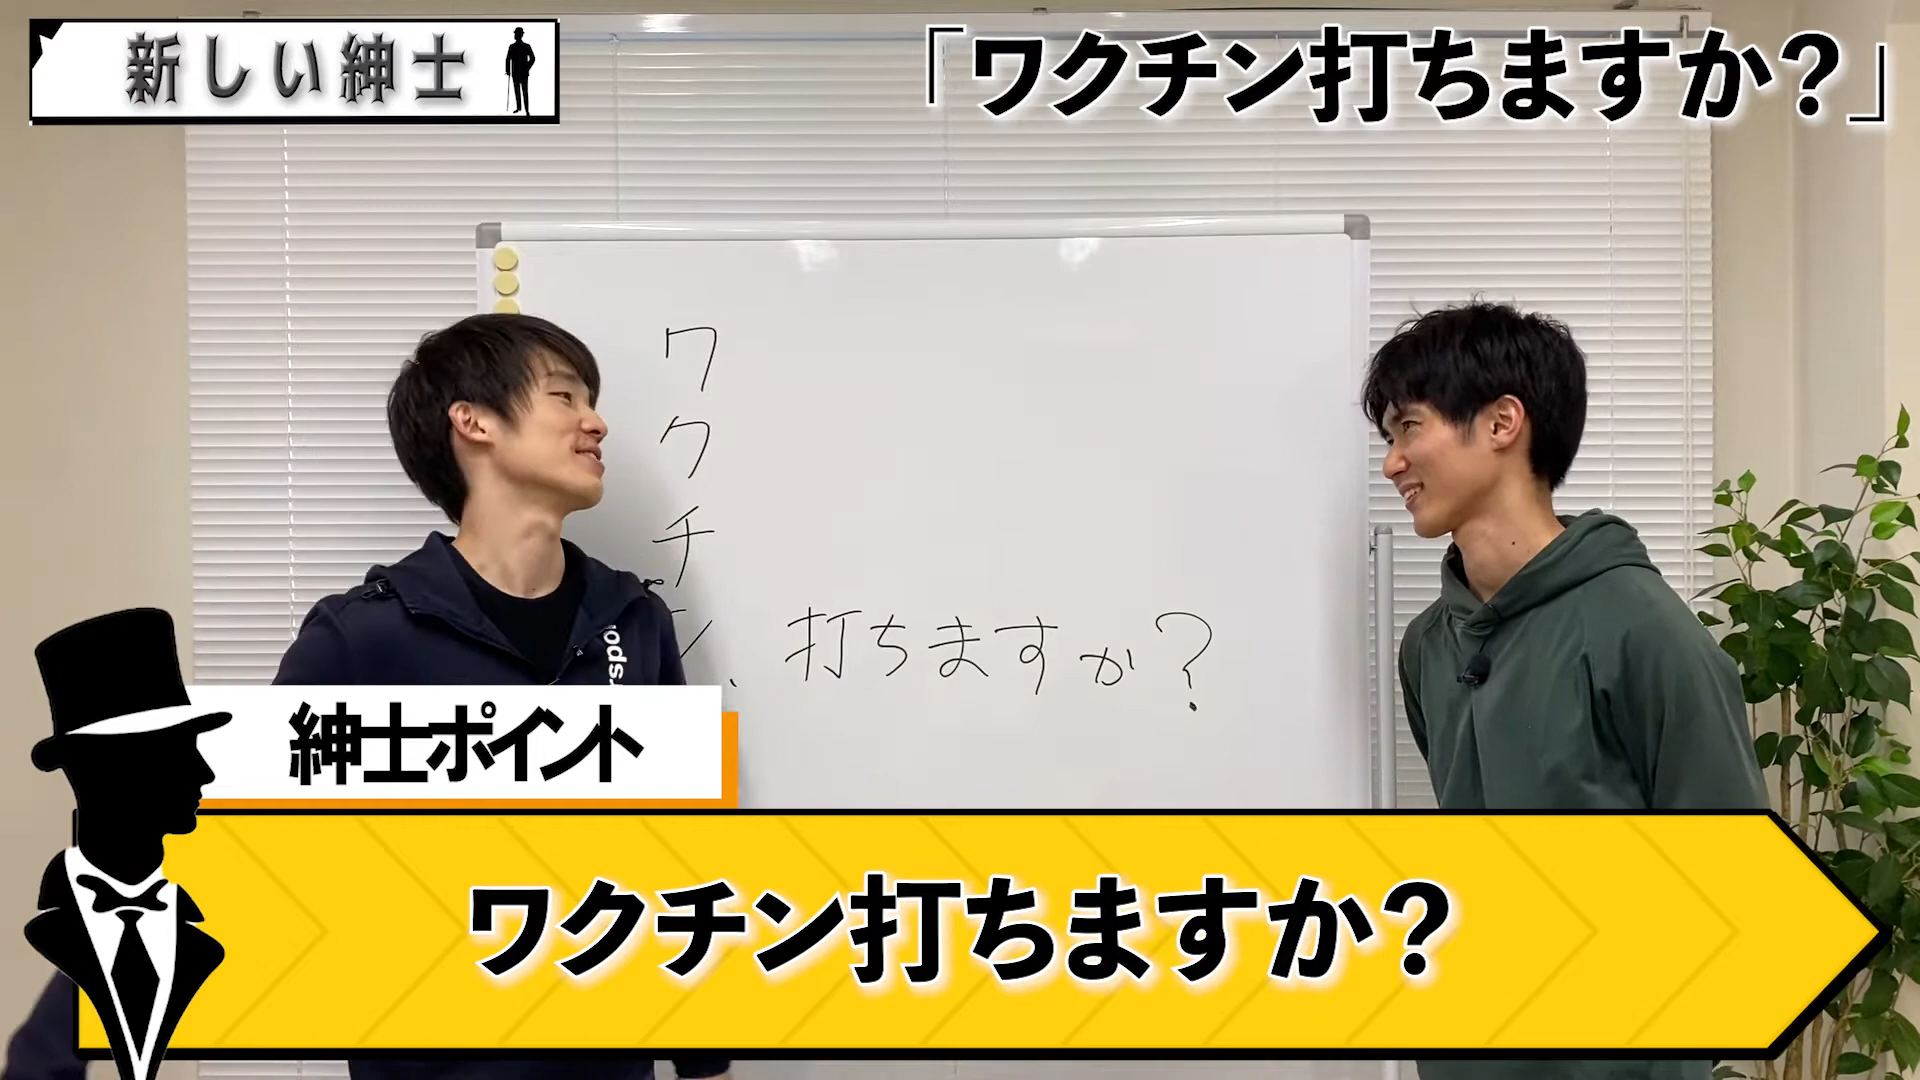 新しい紳士
「ワクチン打ちますか？」
ワクチン、打ちますか？
rspo
紳士ポイント
ワクチン打ちますか？